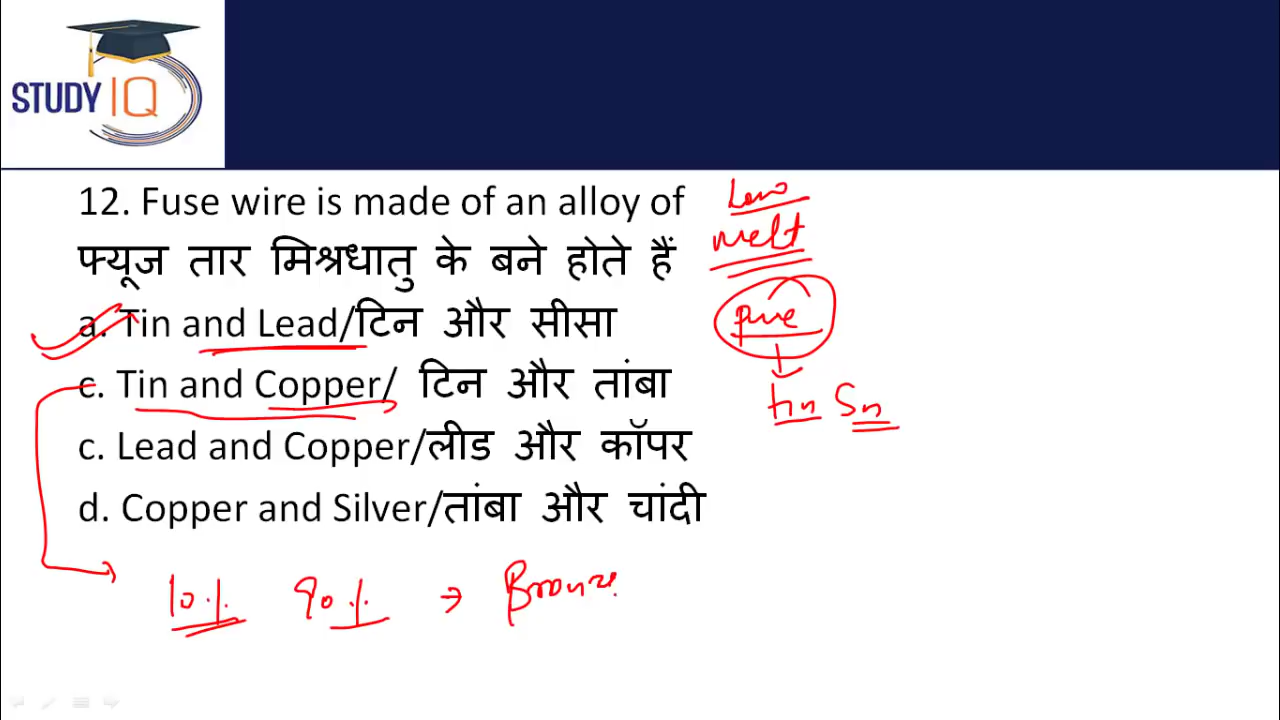 STUDY IQ
12. Fuse wire is made of an alloy of
फ्यूज तार मिश्रधातु के बने होते हैं
a. Tin and Lead/टिन और सीसा
c. Tin and Copper/ टिन और तांबा
c. Lead and Copper/लीड और कॉपर
d. Copper and Silver/तांबा और चांदी
Low
melt
pure
tin Sn
10% 90% → Bronze